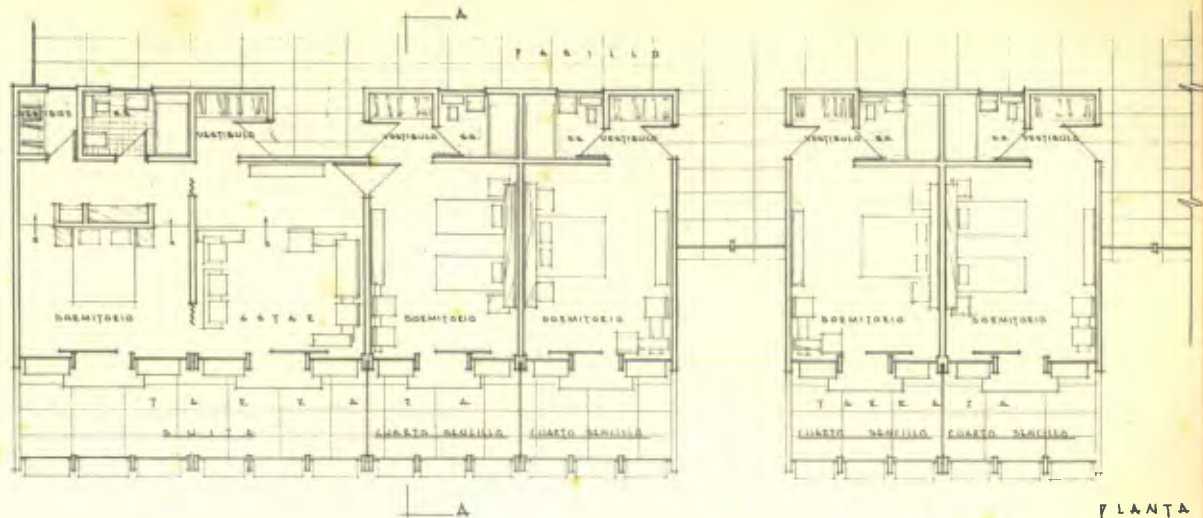 A
PASILLO
VESTIDOR S.S. VESTIBULO VESTIBULO S.S. S.S. VESTIBULO VESTIBULO S.S. S.S. VESTIBULO
DORMITORIO ESTAR DORMITORIO DORMITORIO DORMITORIO DORMITORIO
TERRAZA TERRAZA
SUITE CUARTO SENCILLO CUARTO SENCILLO CUARTO SENCILLO CUARTO SENCILLO
A
PLANTA